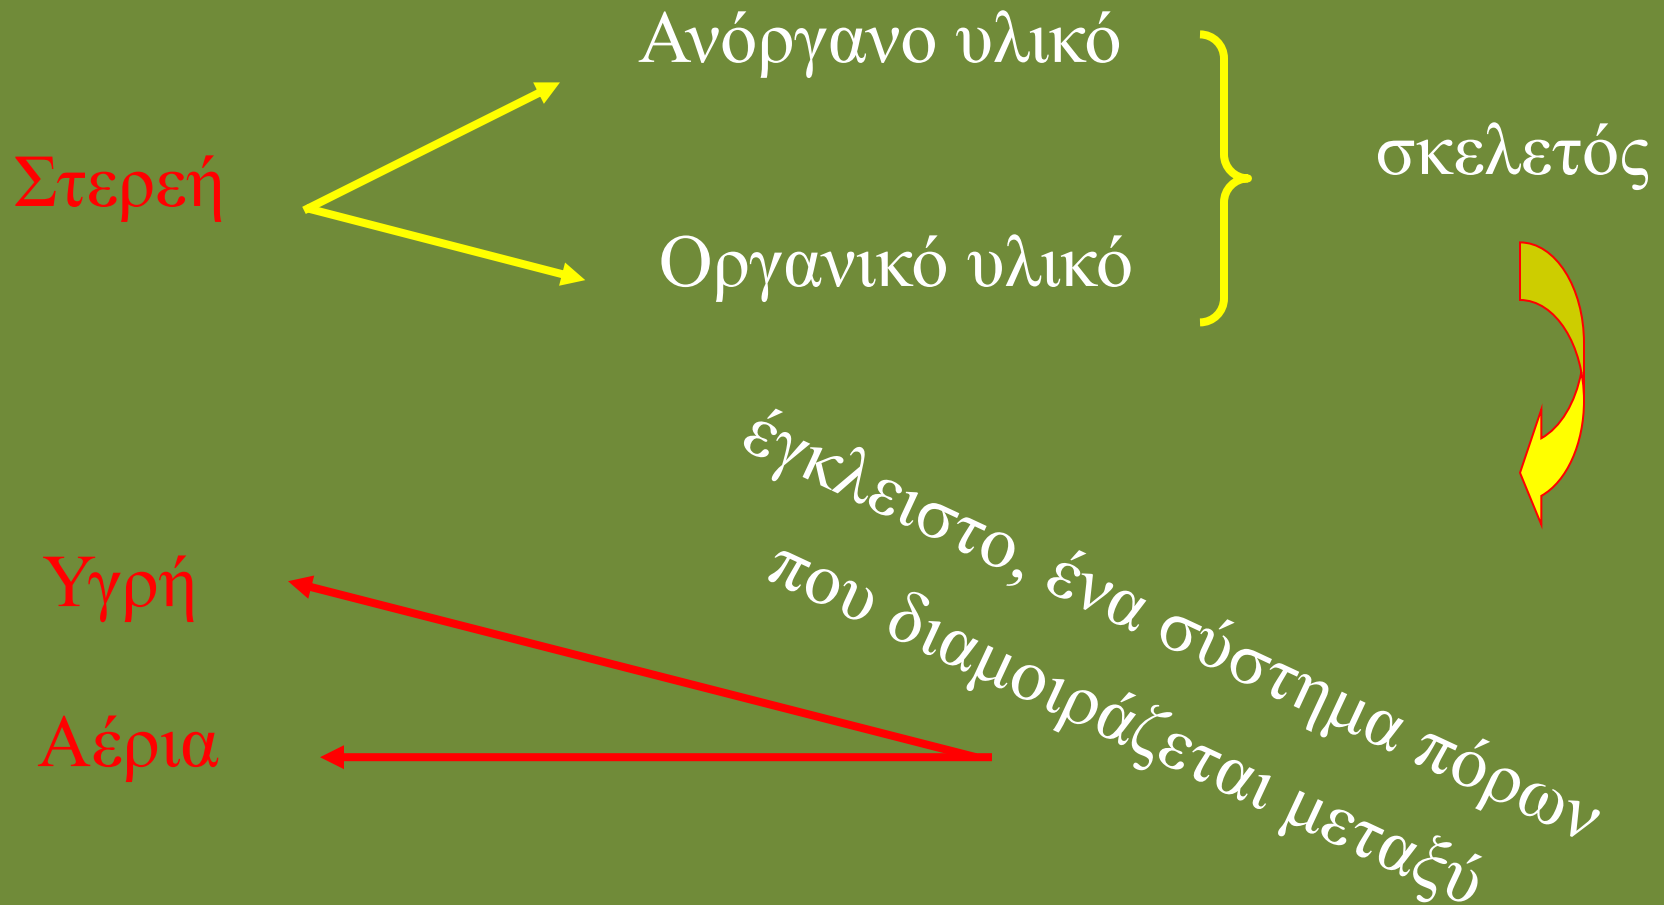 Ανόργανο υλικό
Στερεή
σκελετός
Οργανικό υλικό
έγκλειστο, ένα σύστημα πόρων
που διαμοιράζεται μεταξύ
Υγρή
Αέρια